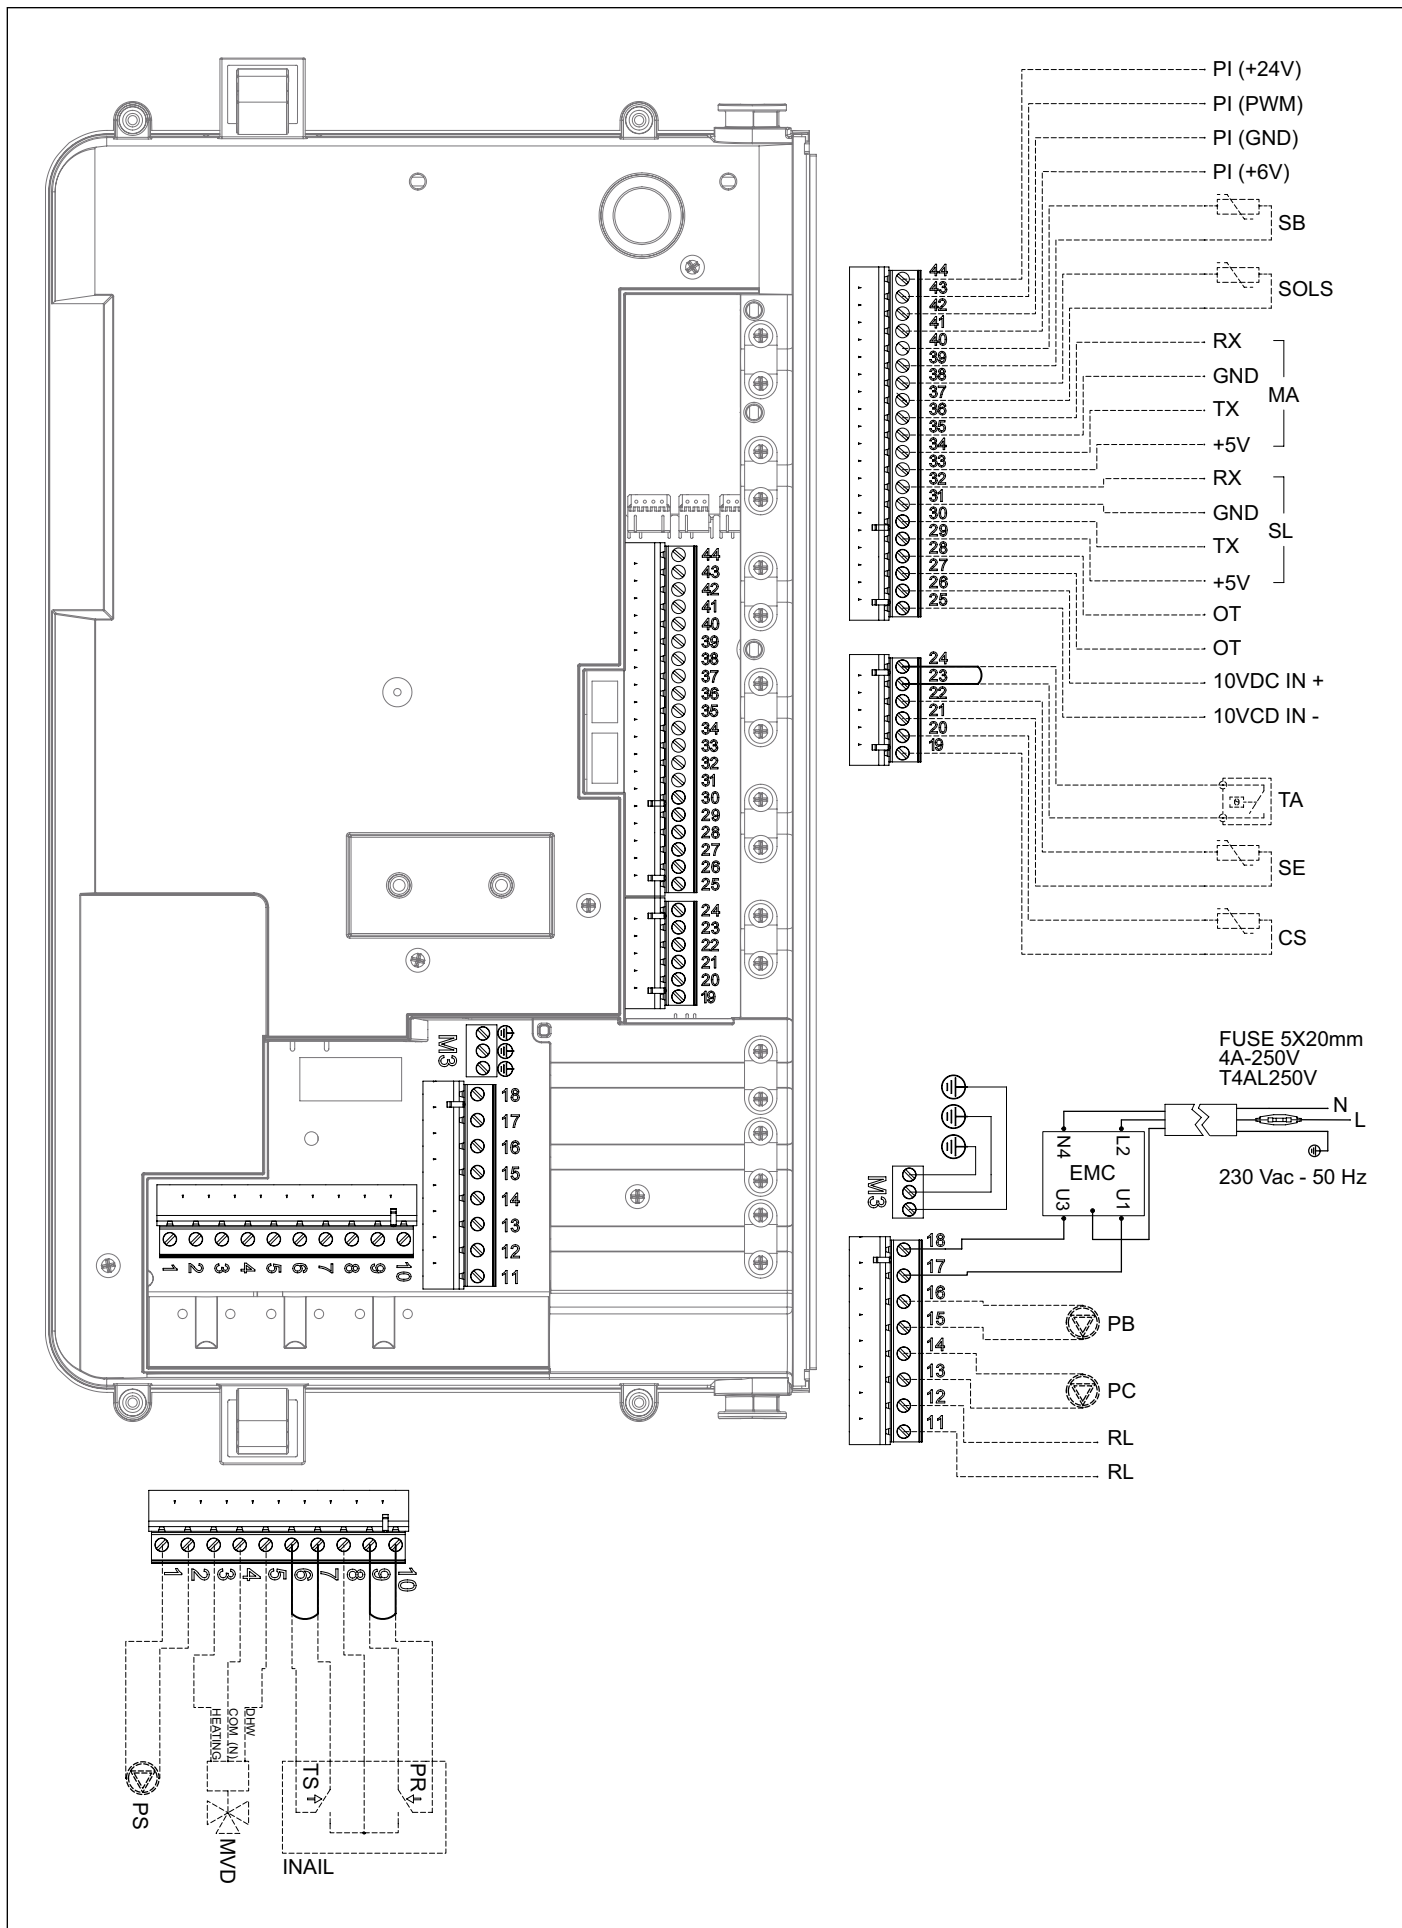 PI (+24V)
PI (PWM)
PI (GND)
PI (+6V)
SB
SOLS
RX
GND
TX
+5V
MA
RX
GND
TX
+5V
SL
OT
OT
10VDC IN +
10VCD IN -
TA
θ
SE
CS
44
43
42
41
40
39
38
37
36
35
34
33
32
31
30
29
28
27
26
25
24
23
22
21
20
19
44
43
42
41
40
39
38
37
36
35
34
33
32
31
30
29
28
27
26
25
24
23
22
21
20
19
M3
18
17
16
15
14
13
12
11
1
2
3
4
5
6
7
8
9
10
FUSE 5X20mm
4A-250V
T4AL250V
N
L
230 Vac - 50 Hz
N4
L2
EMC
U3
U1
M3
18
17
16
15
14
13
12
11
PB
PC
RL
RL
1
2
3
4
5
6
7
8
9
10
HEATING
COM (N)
DHW
PS
MVD
TS
PR
INAIL